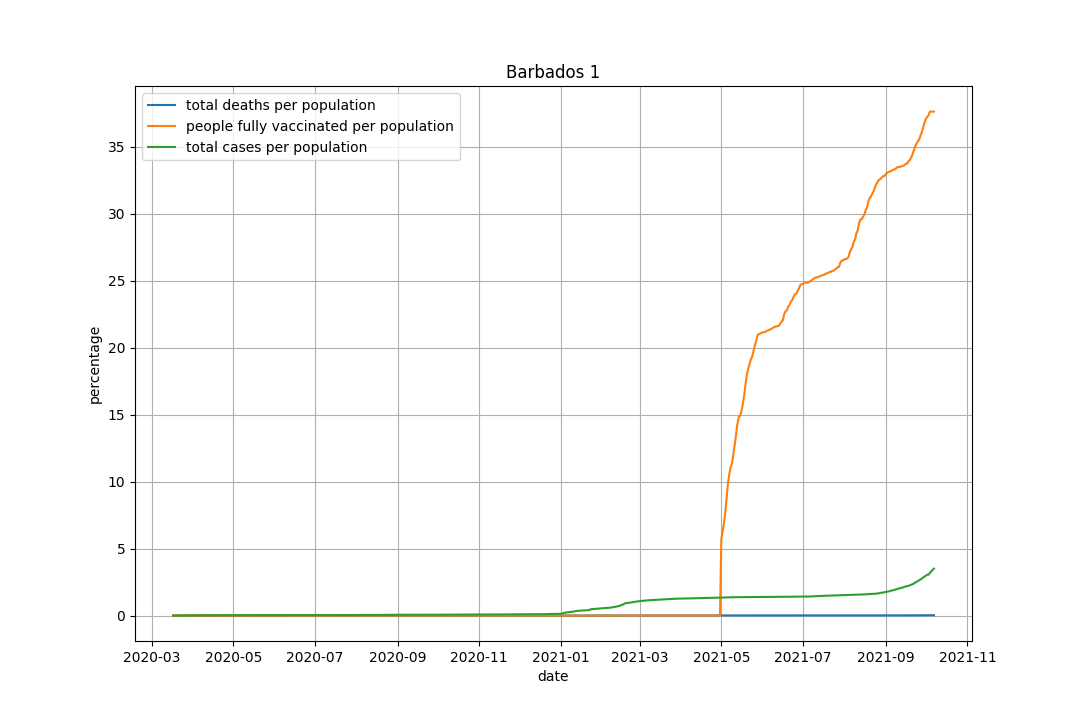 Barbados 1
total deaths per population
people fully vaccinated per population
total cases per population
percentage
35
30
25
20
15
10
5
0
2020-03 2020-05 2020-07 2020-09 2020-11 2021-01 2021-03 2021-05 2021-07 2021-09 2021-11
date